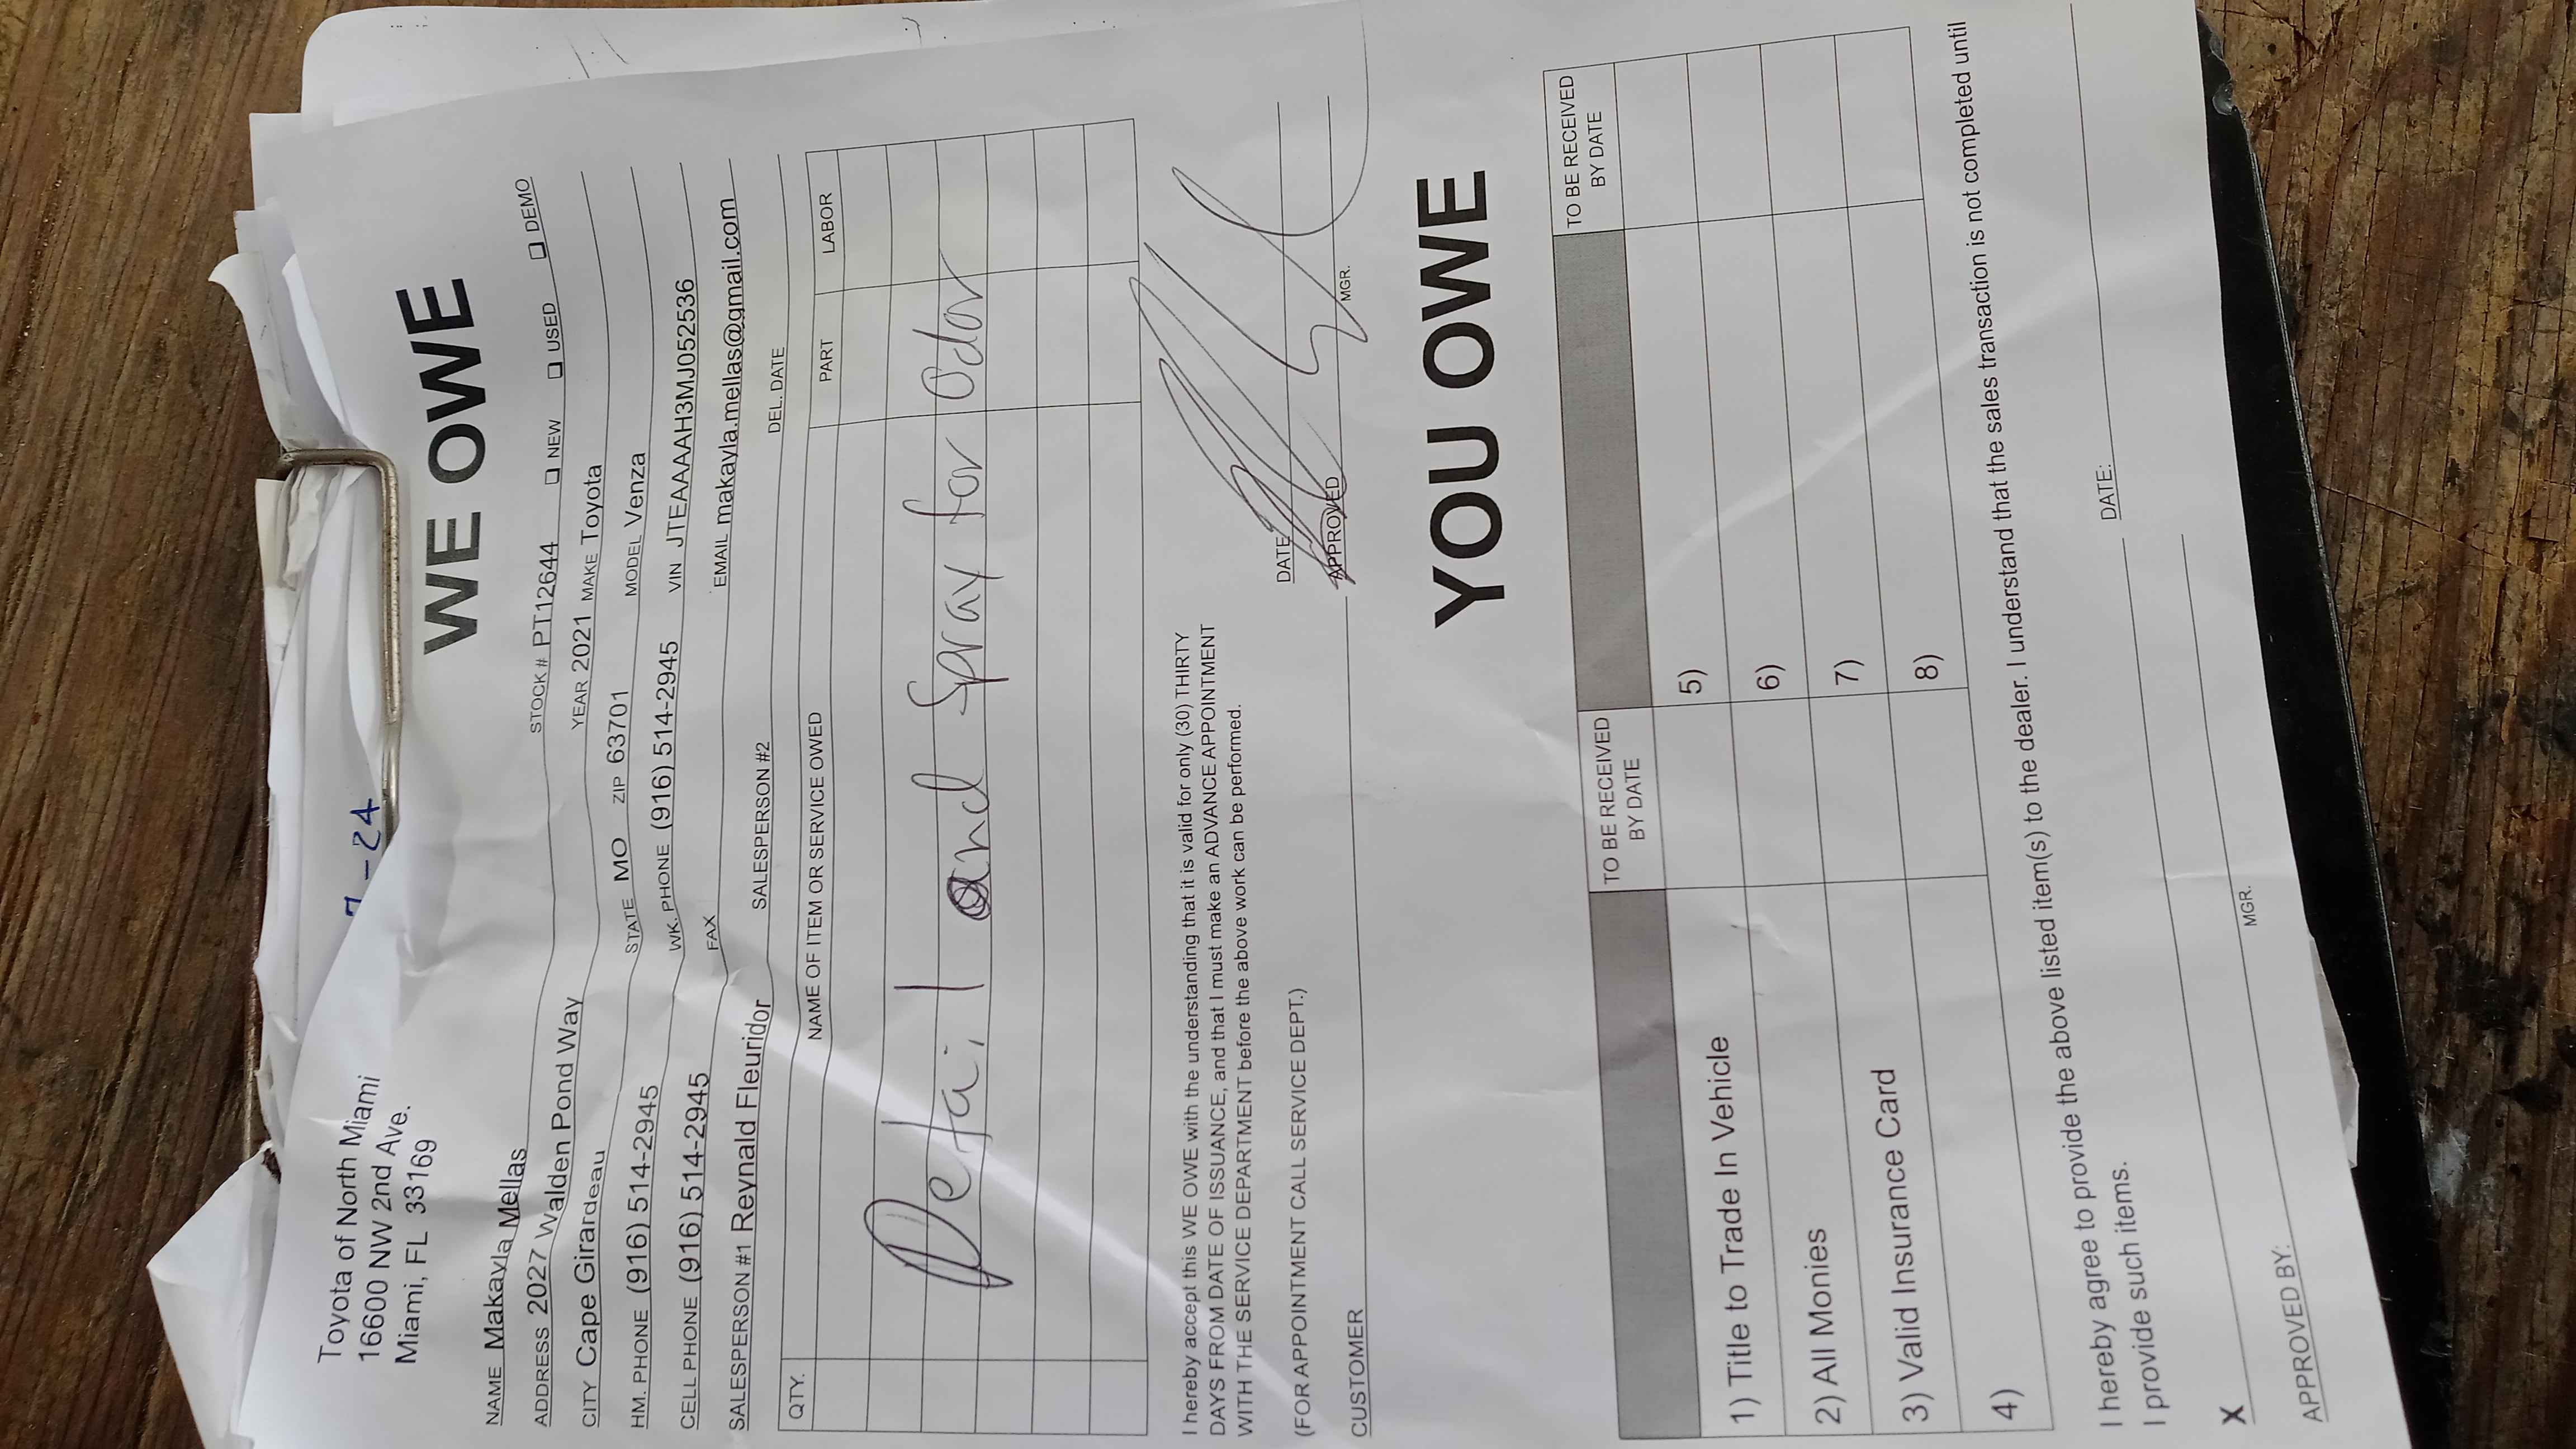 7 - 24
Toyota of North Miami
16600 NW 2nd Ave.
Miami, FL 33169
WE OWE
NAME Makayla Mellas STOCK # PT12644 ❑ NEW ❑ USED ❑ DEMO
ADDRESS 2027 Walden Pond Way YEAR 2021 MAKE Toyota
CITY Cape Girardeau STATE MO ZIP 63701 MODEL Venza
HM. PHONE (916) 514-2945 WK. PHONE (916) 514-2945 VIN JTEAAAAH3MJ052536
CELL PHONE (916) 514-2945 FAX EMAIL makayla.mellas@gmail.com
SALESPERSON #1 Reynald Fleuridor SALESPERSON #2 DEL. DATE
QTY. NAME OF ITEM OR SERVICE OWED PART LABOR
Detail and Spray for Odor
I hereby accept this WE OWE with the understanding that it is valid for only (30) THIRTY
DAYS FROM DATE OF ISSUANCE, and that I must make an ADVANCE APPOINTMENT
WITH THE SERVICE DEPARTMENT before the above work can be performed.
(FOR APPOINTMENT CALL SERVICE DEPT.) DATE
CUSTOMER APPROVED MGR.
YOU OWE
TO BE RECEIVED BY DATE TO BE RECEIVED BY DATE
1) Title to Trade In Vehicle 5)
2) All Monies 6)
3) Valid Insurance Card 7)
4) 8)
I hereby agree to provide the above listed item(s) to the dealer. I understand that the sales transaction is not completed until
I provide such items.
X DATE:
APPROVED BY: MGR.